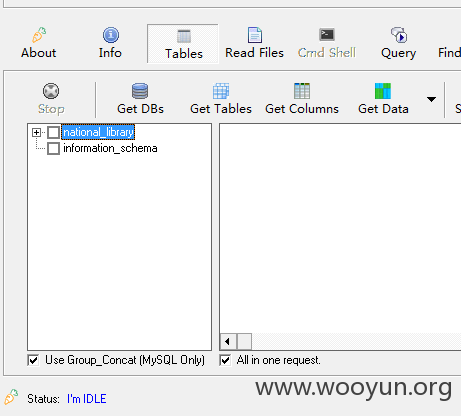 About Info Tables Read Files Cmd Shell Query Find
Stop Get DBs Get Tables Get Columns Get Data
national_library
information_schema
Use Group_Concat (MySQL Only) All in one request.
www.wooyun.org
Status: I'm IDLE